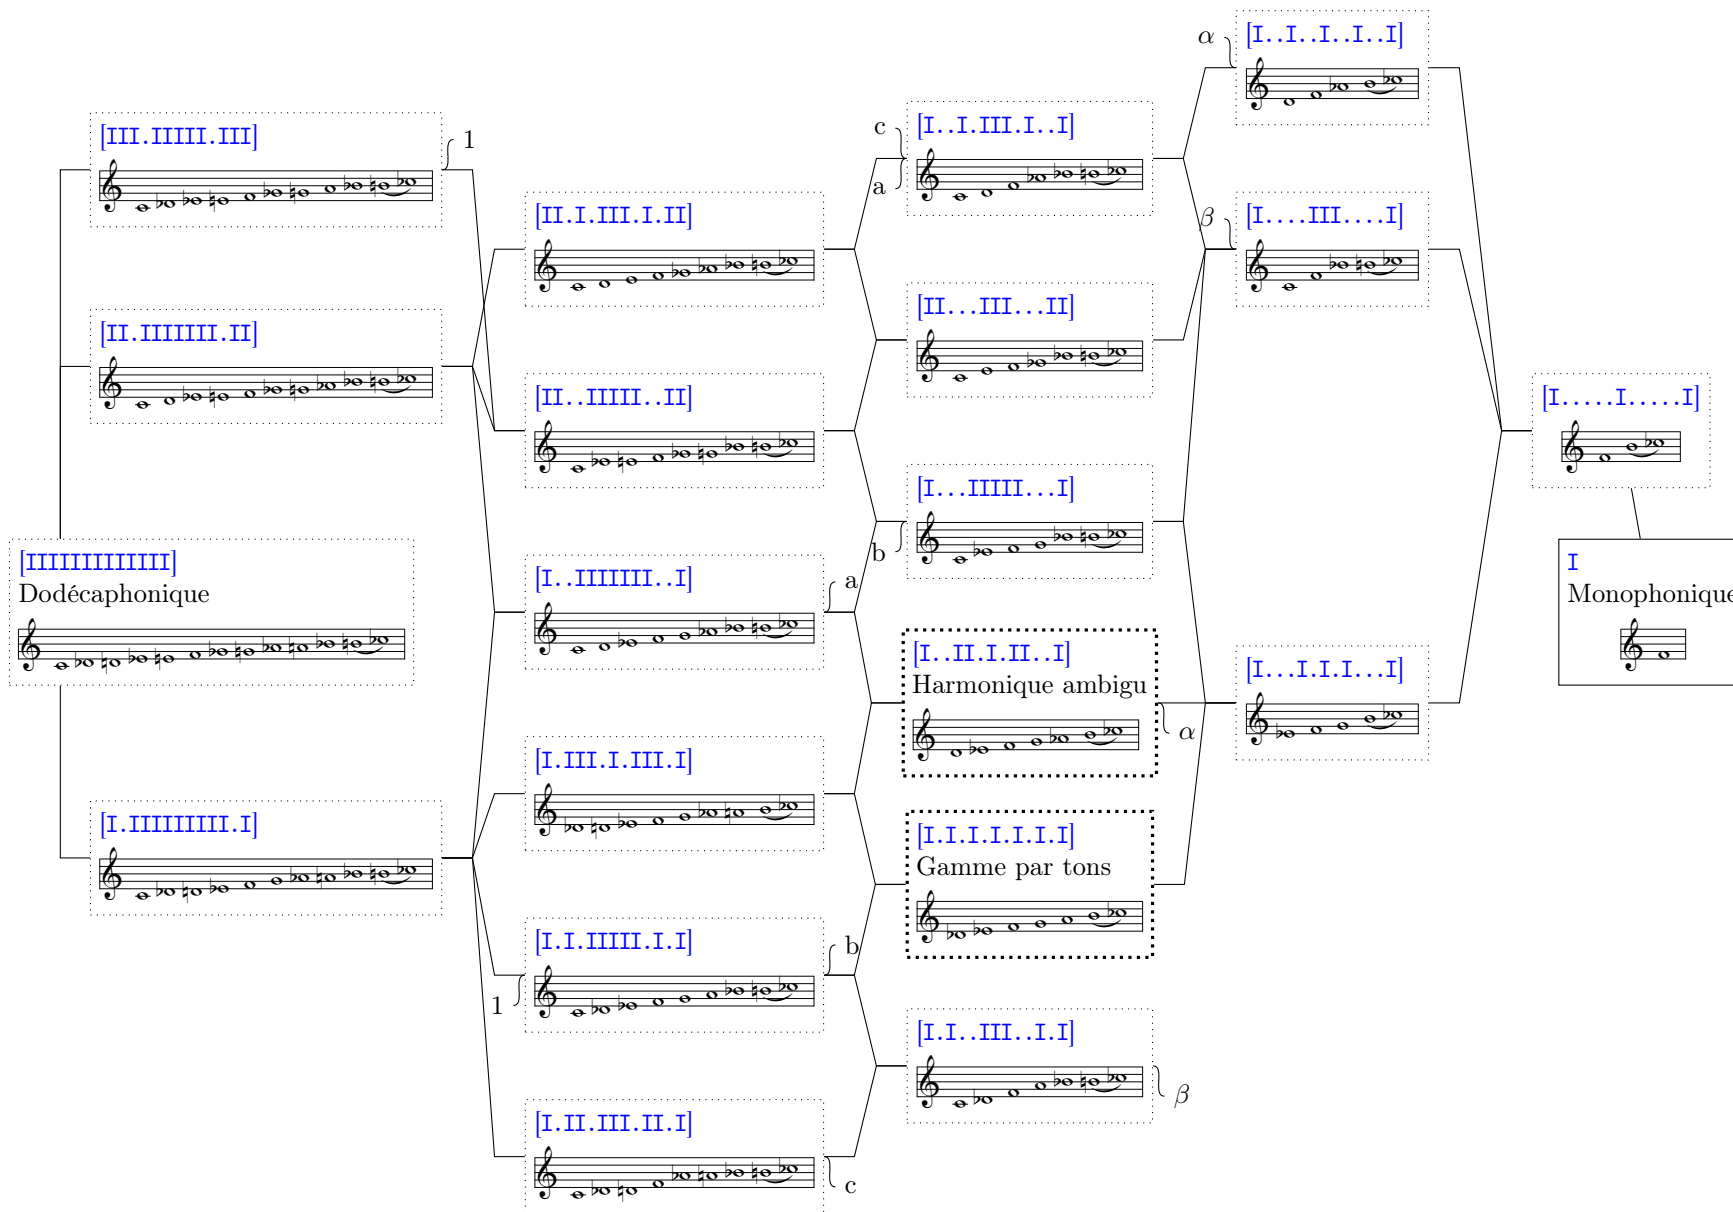 [IIIIIIIIIIIII]
Dodécaphonique
[III.IIIII.III]
1
[II.IIIIIII.II]
[I.IIIIIIIII.I]
[II.I.III.I.II]
[II..IIIII..II]
[I..IIIIIII..I]
a
[I.III.I.III.I]
[I.I.IIIII.I.I]
b
1
[I.II.III.II.I]
c
c
[I..I.III.I..I]
a
[II...III...II]
[I...IIIII...I]
b
[I..II.I.II..I]
Harmonique ambigu
α
[I.I.I.I.I.I.I]
Gamme par tons
[I.I..III..I.I]
β
α
[I..I..I..I..I]
β
[I....III....I]
[I...I.I.I...I]
[I.....I.....I]
I
Monophonique